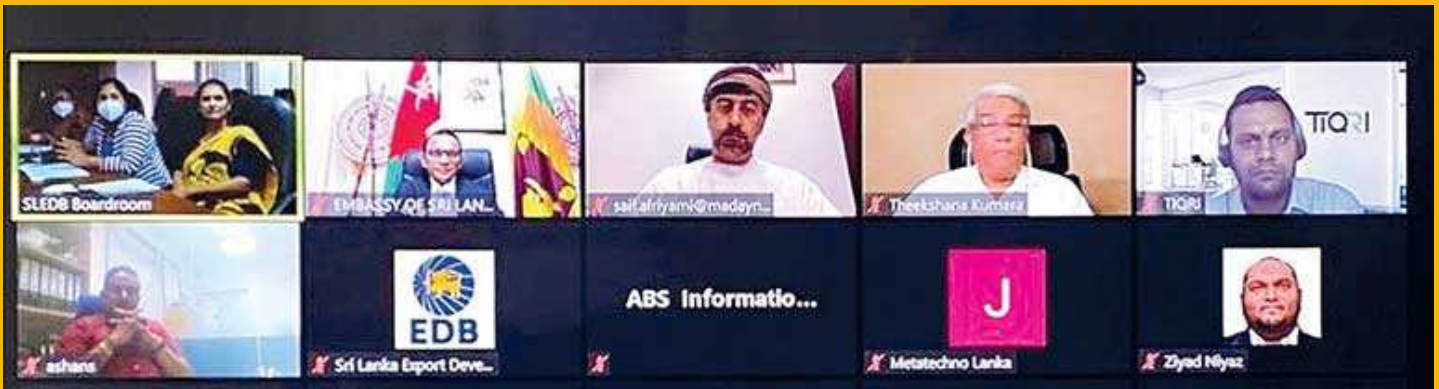 SLEDB Boardroom
EMBASSY OF SRI LAN...
saif.afriyami@madayn...
Theekshana Kumara
TIQRI
TIQRI
ashans
EDB
Sri Lanka Export Deve...
ABS Informatio...
J
Metatechno Lanka
Ziyad Niyaz